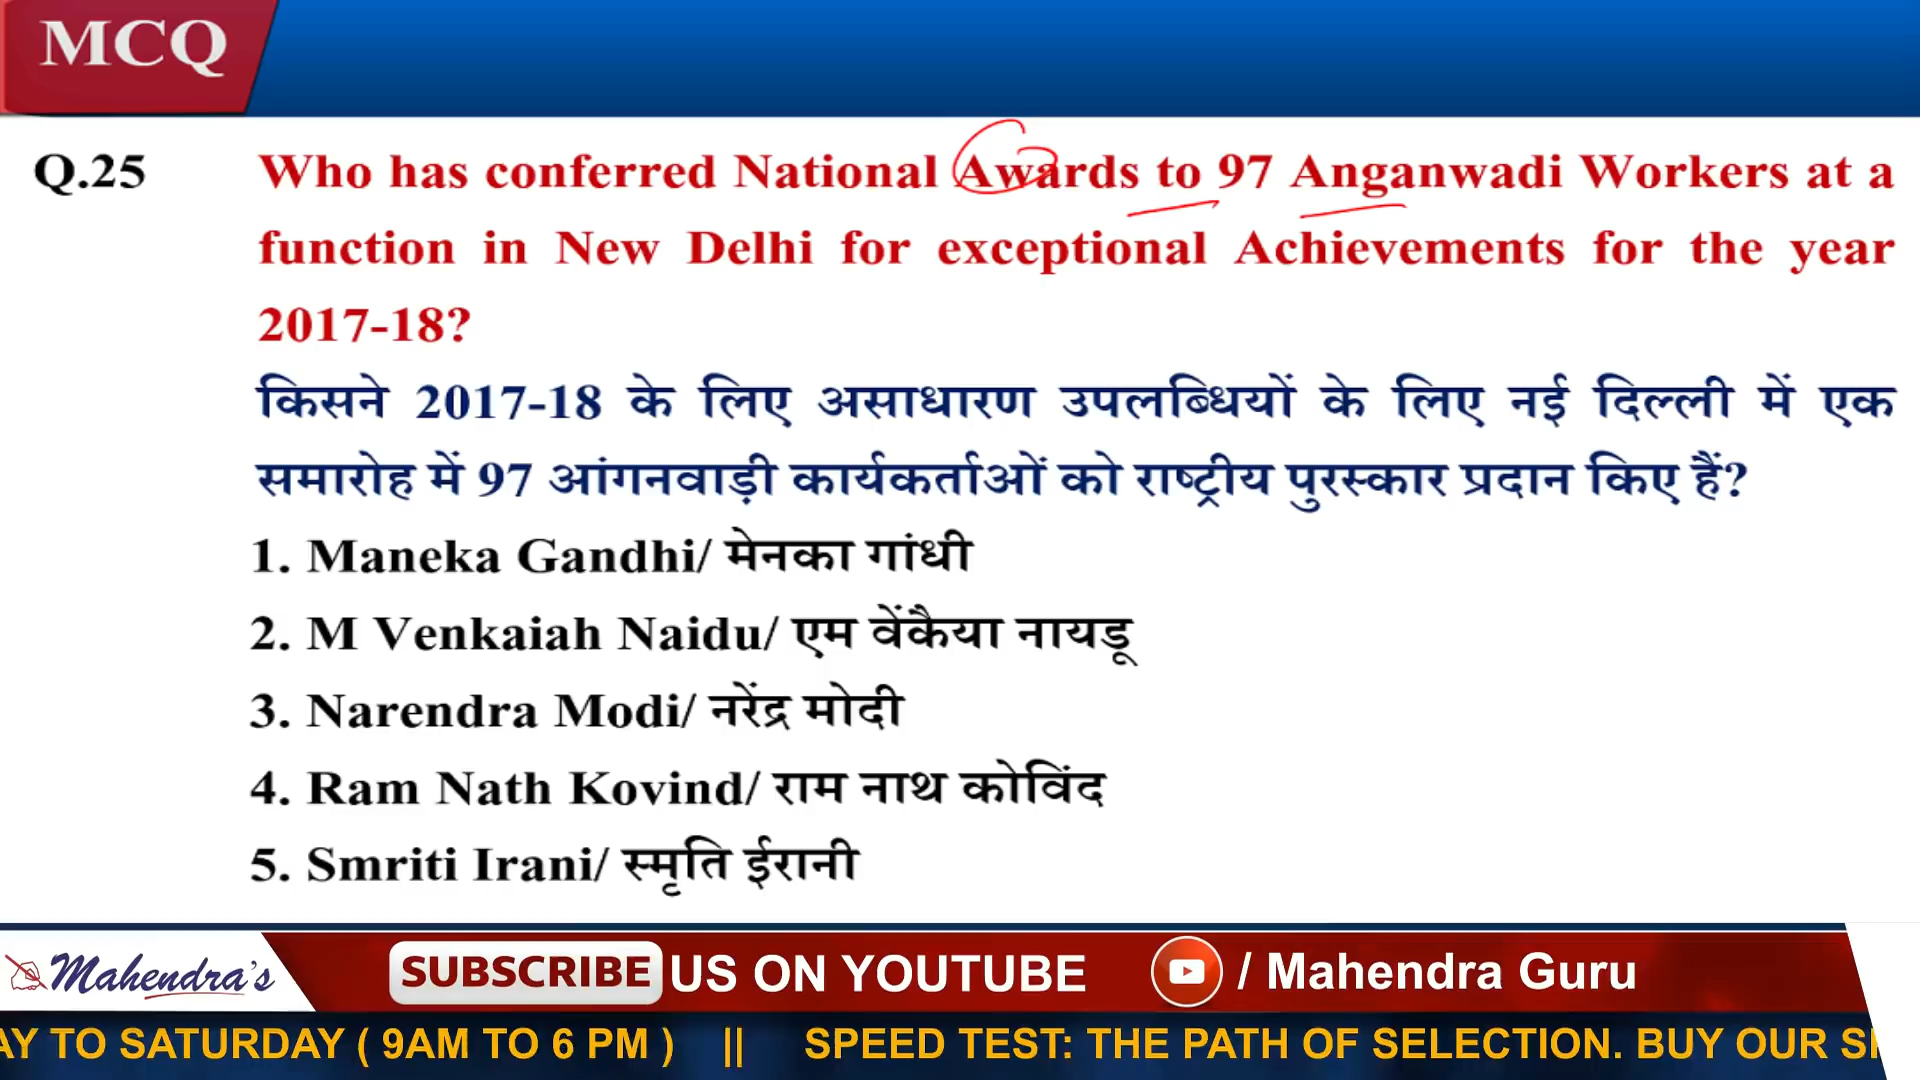 MCQ
Q.25 Who has conferred National Awards to 97 Anganwadi Workers at a
function in New Delhi for exceptional Achievements for the year
2017-18?
किसने 2017-18 के लिए असाधारण उपलब्धियों के लिए नई दिल्ली में एक
समारोह में 97 आंगनवाड़ी कार्यकर्ताओं को राष्ट्रीय पुरस्कार प्रदान किए हैं?
1. Maneka Gandhi/ मेनका गांधी
2. M Venkaiah Naidu/ एम वेंकैया नायडू
3. Narendra Modi/ नरेंद्र मोदी
4. Ram Nath Kovind/ राम नाथ कोविंद
5. Smriti Irani/ स्मृति ईरानी
Mahendra's SUBSCRIBE US ON YOUTUBE / Mahendra Guru
AY TO SATURDAY ( 9AM TO 6 PM ) || SPEED TEST: THE PATH OF SELECTION. BUY OUR S